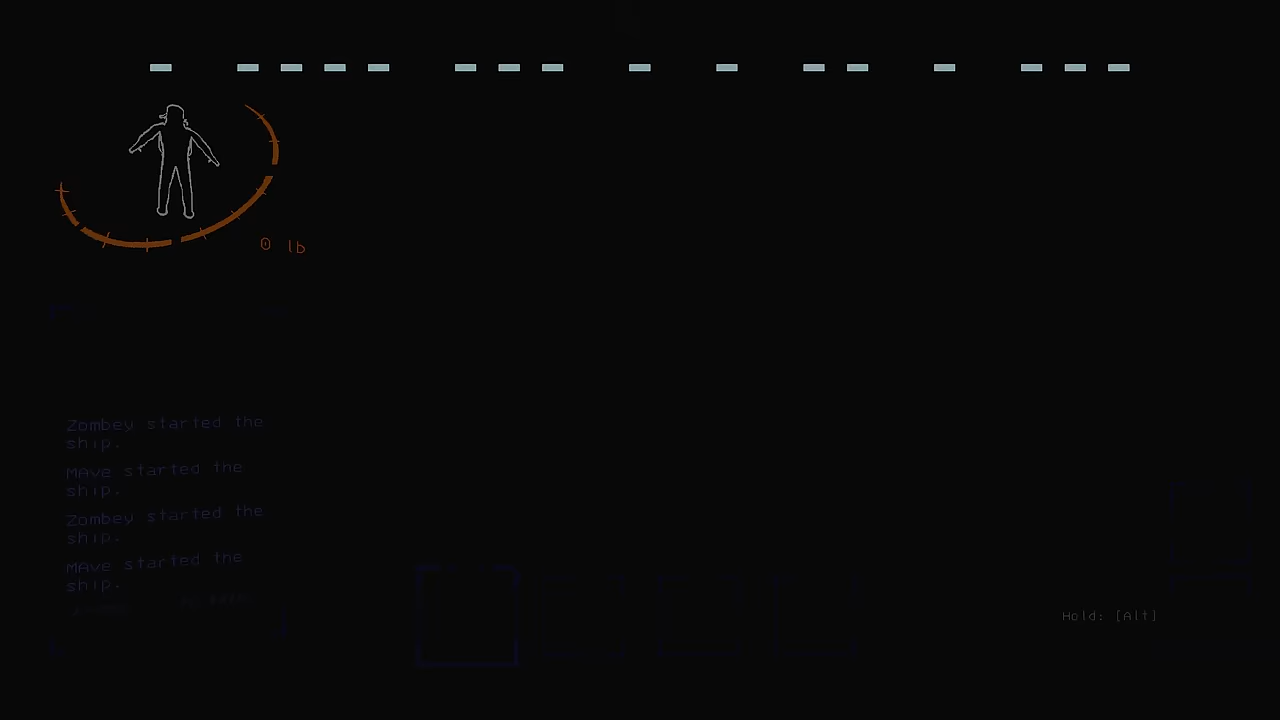 0 lb
Zombey started the
ship.
MAve started the
ship.
Zombey started the
ship.
MAve started the
ship.
Hold: [Alt]